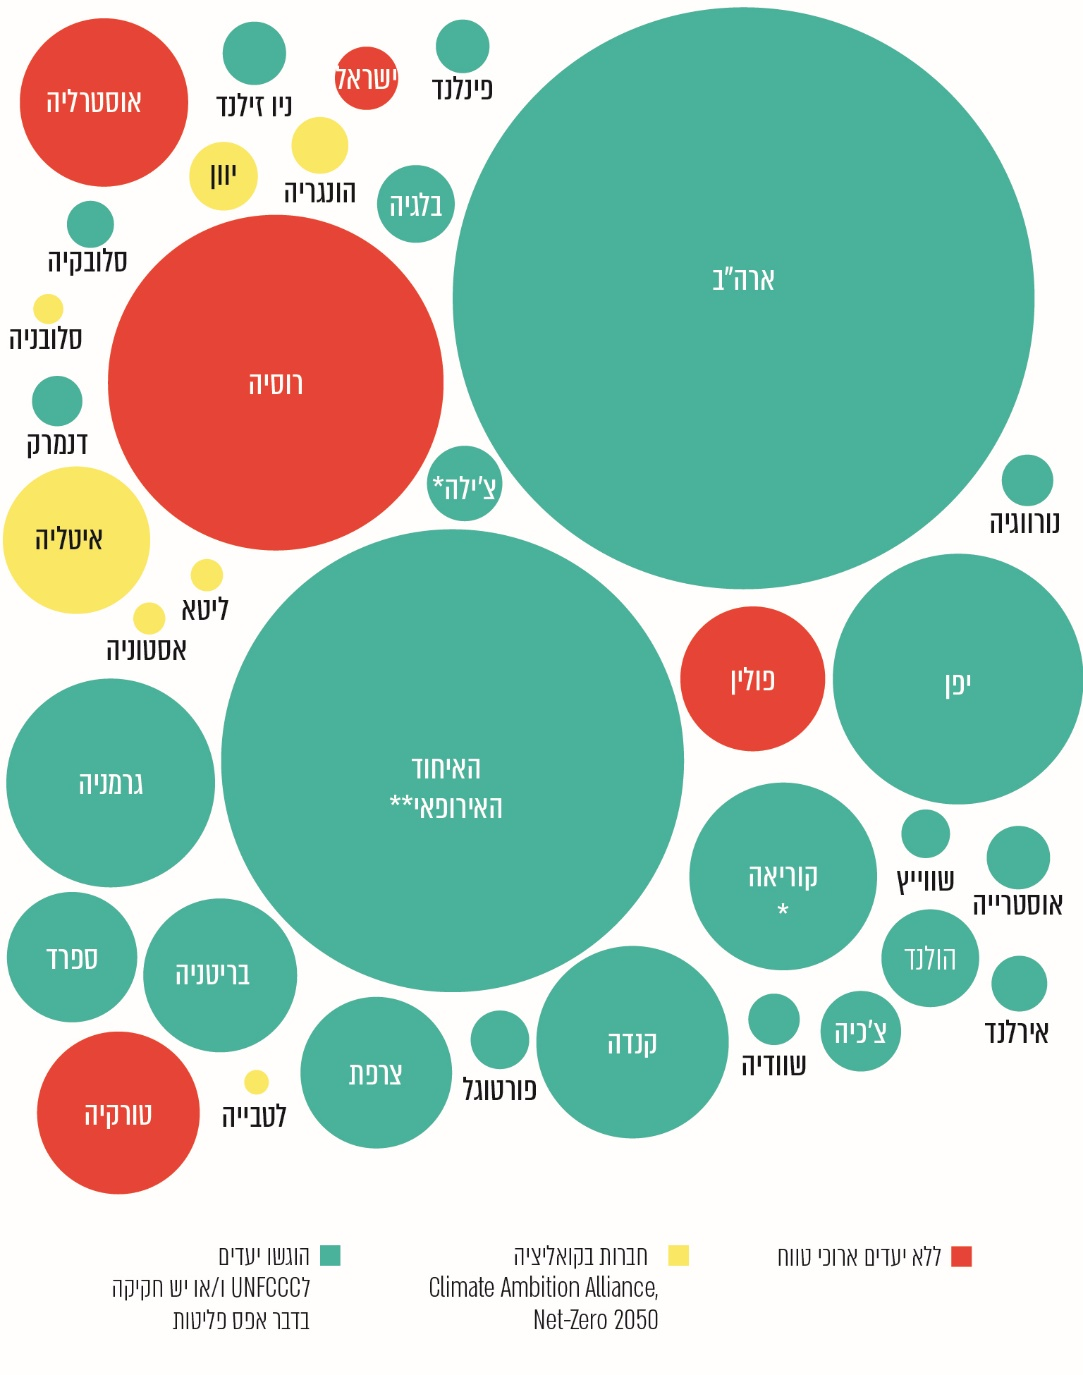 פינלנד
ישראל
ניו זילנד
אוסטרליה
הונגריה
יוון
בלגיה
סלובקיה
ארה"ב
סלובניה
רוסיה
דנמרק
צ'ילה*
נורווגיה
איטליה
ליטא
אסטוניה
פולין
יפן
גרמניה
האיחוד
האירופאי**
קוריאה
*
שווייץ
אוסטרייה
הולנד
ספרד
בריטניה
אירלנד
צ'כיה
שוודיה
קנדה
פורטוגל
צרפת
לטבייה
טורקיה
ללא יעדים ארוכי טווח
חברות בקואליציה
Climate Ambition Alliance,
Net-Zero 2050
הוגשו יעדים
לUNFCCC ו/או יש חקיקה
בדבר אפס פליטות